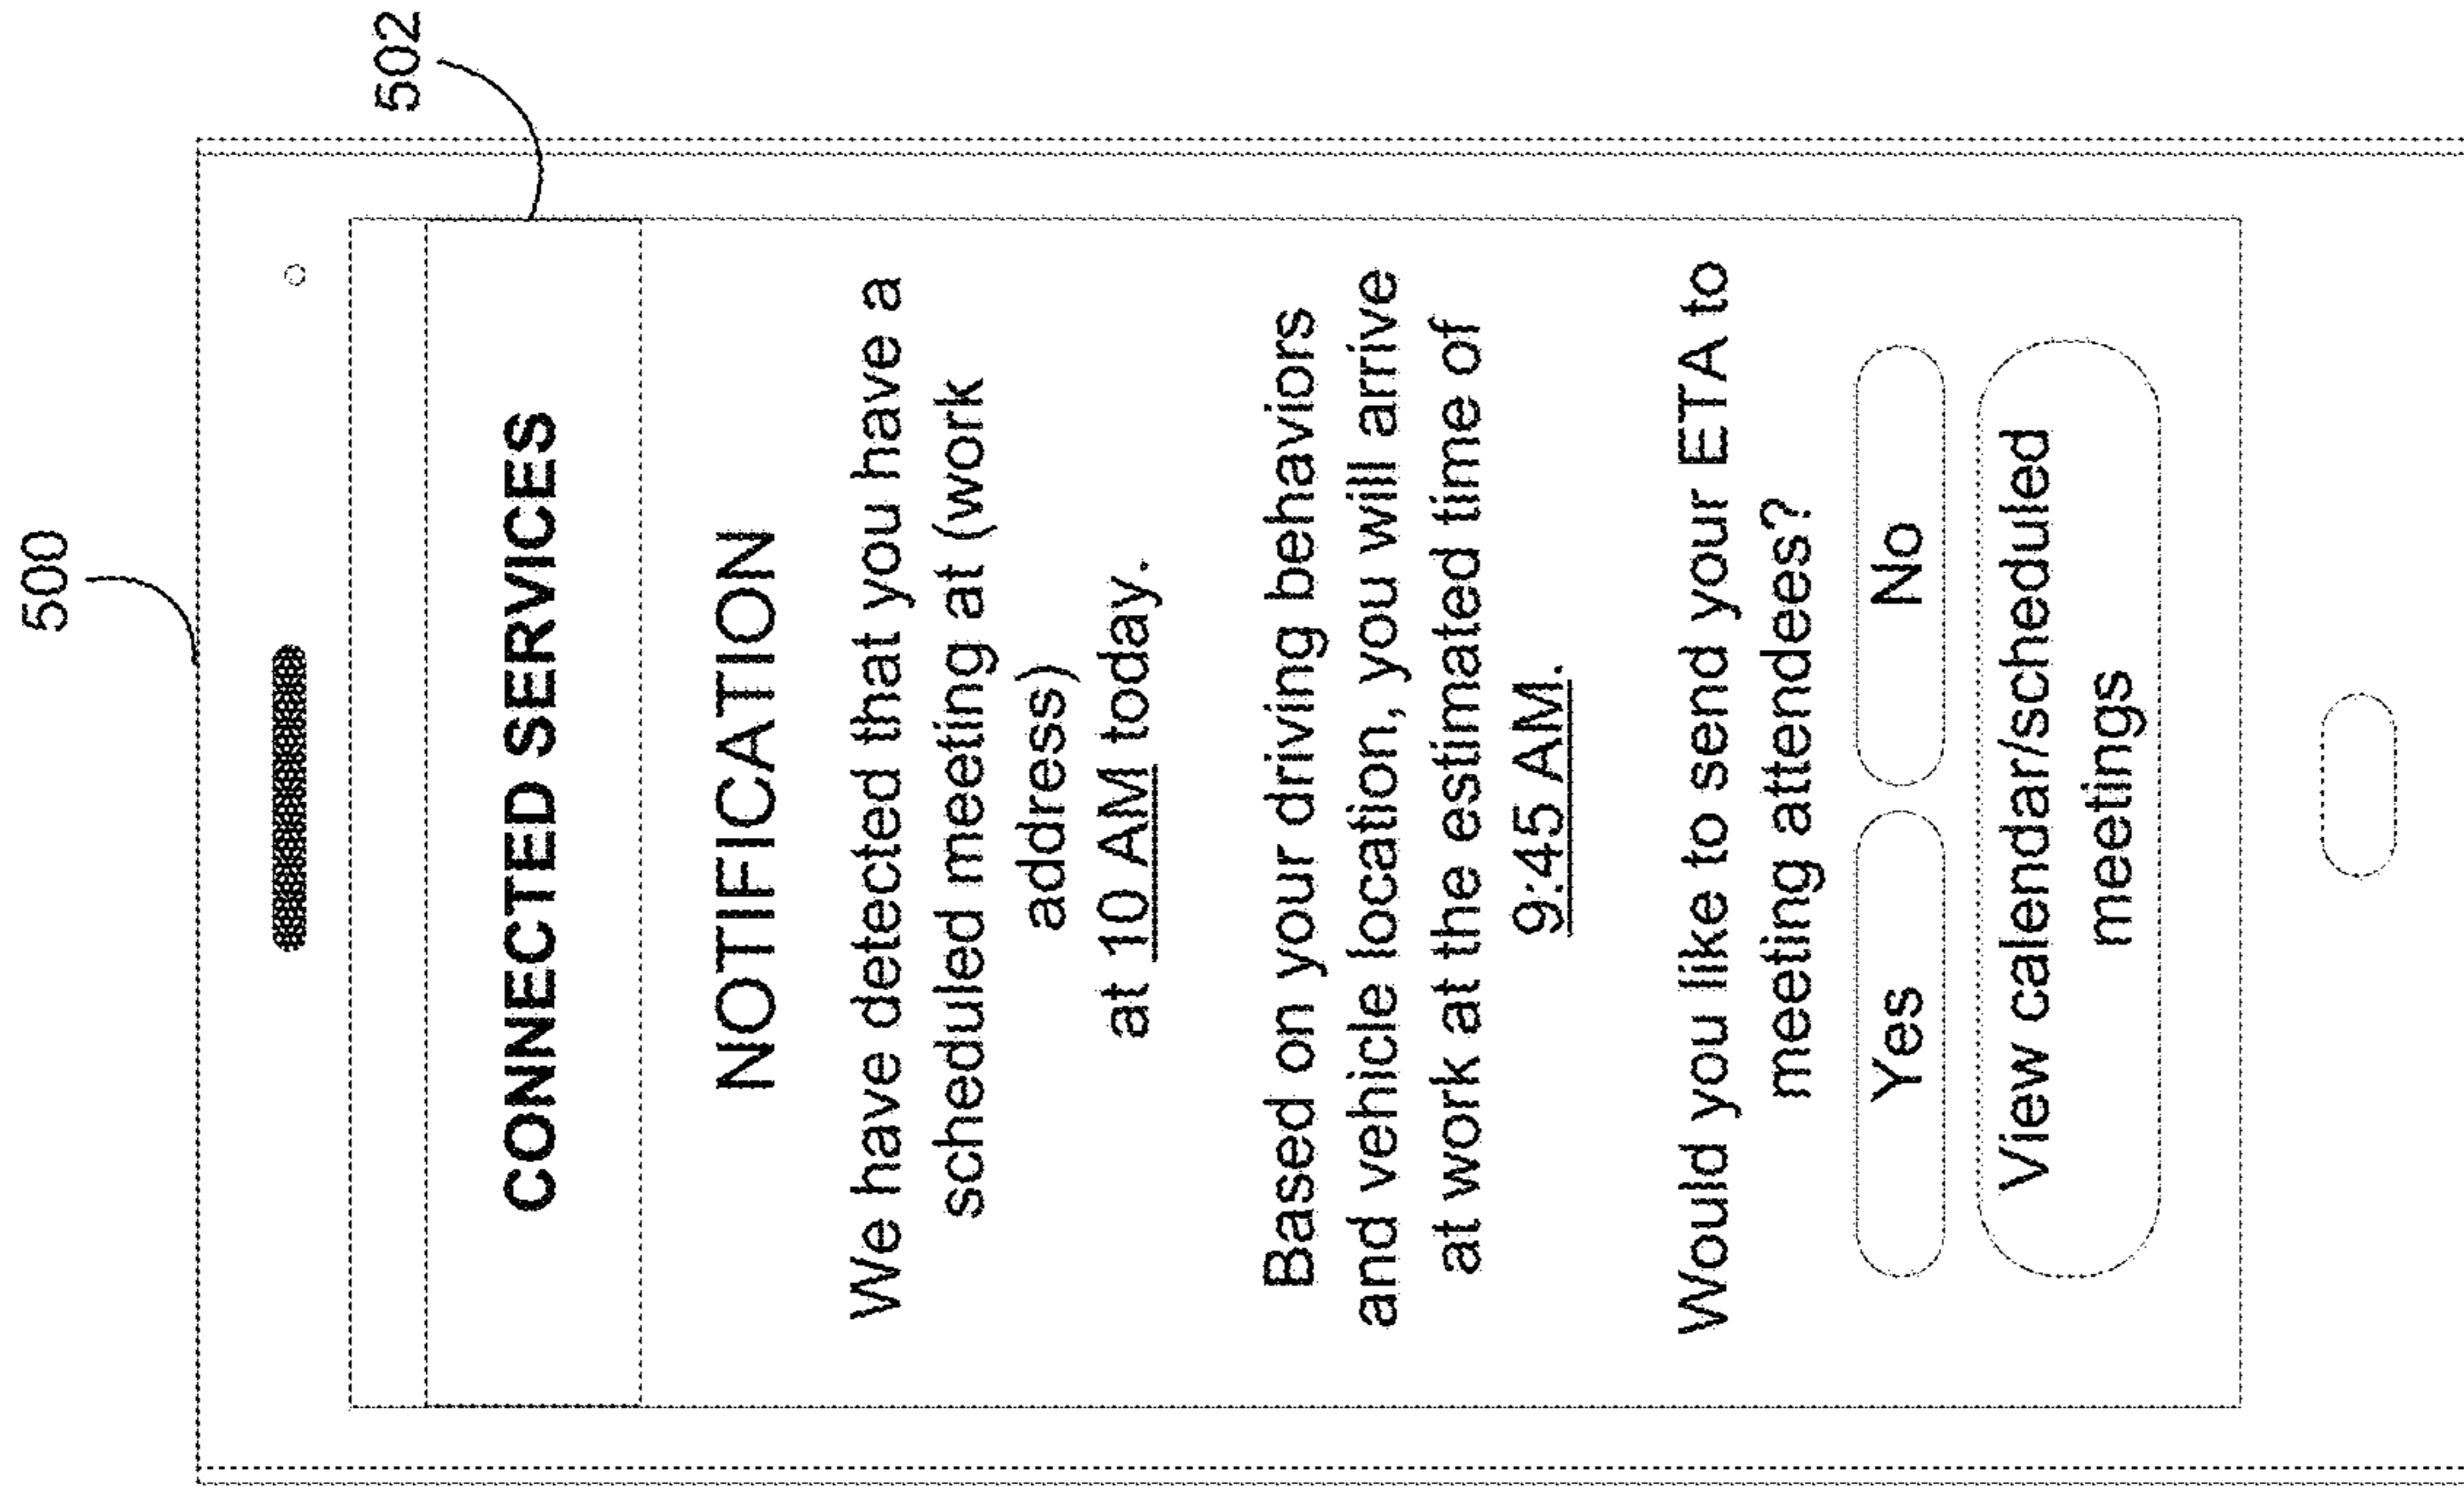 500
502
CONNECTED SERVICES
NOTIFICATION
We have detected that you have a
scheduled meeting at (work
address)
at 10 AM today.
Based on your driving behaviors
and vehicle location, you will arrive
at work at the estimated time of
9:45 AM.
Would you like to send your ETA to
meeting attendees?
Yes No
View calendar/scheduled
meetings